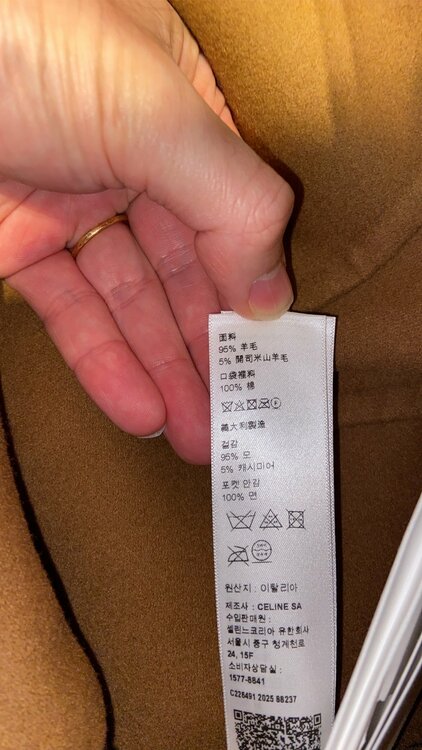 面料
95% 羊毛
5% 開司米山羊毛
口袋裡料
100% 棉
義大利製造
겉감
95% 모
5% 캐시미어
포켓 안감
100% 면
원산지 : 이탈리아
제조사 : CELINE SA
수입판매원 :
셀린느코리아 유한회사
서울시 중구 청계천로
24, 15F
소비자상담실 :
1577-8841
C226491 2025 88237